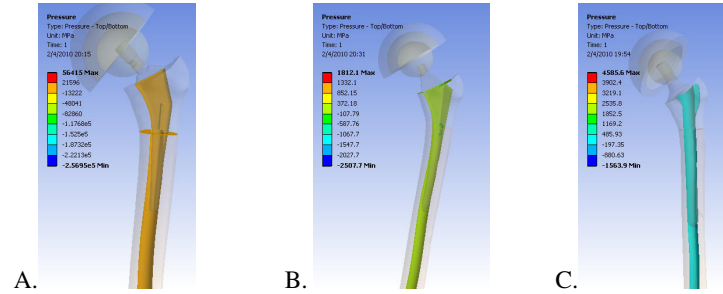 Pressure
Type: Pressure - Top/Bottom
Unit: MPa
Time: 1
2/4/2010 20:15
56415 Max
21596
-13222
-48041
-82860
-1.1768e5
-1.525e5
-1.8732e5
-2.2213e5
-2.5695e5 Min
A.
Pressure
Type: Pressure - Top/Bottom
Unit: MPa
Time: 1
2/4/2010 20:31
1812.1 Max
1332.1
852.15
372.18
-107.79
-587.76
-1067.7
-1547.7
-2027.7
-2507.7 Min
B.
Pressure
Type: Pressure - Top/Bottom
Unit: MPa
Time: 1
2/4/2010 19:54
4585.6 Max
3902.4
3219.1
2535.8
1852.5
1169.2
485.93
-197.35
-880.63
-1563.9 Min
C.